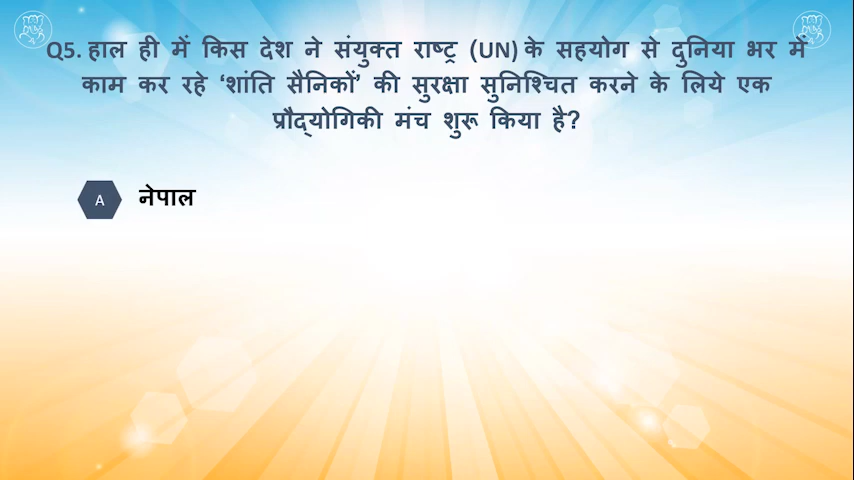 Q5. हाल ही में किस देश ने संयुक्त राष्ट्र (UN) के सहयोग से दुनिया भर में
काम कर रहे ‘शांति सैनिकों’ की सुरक्षा सुनिश्चित करने के लिये एक
प्रौद्योगिकी मंच शुरू किया है?
A नेपाल